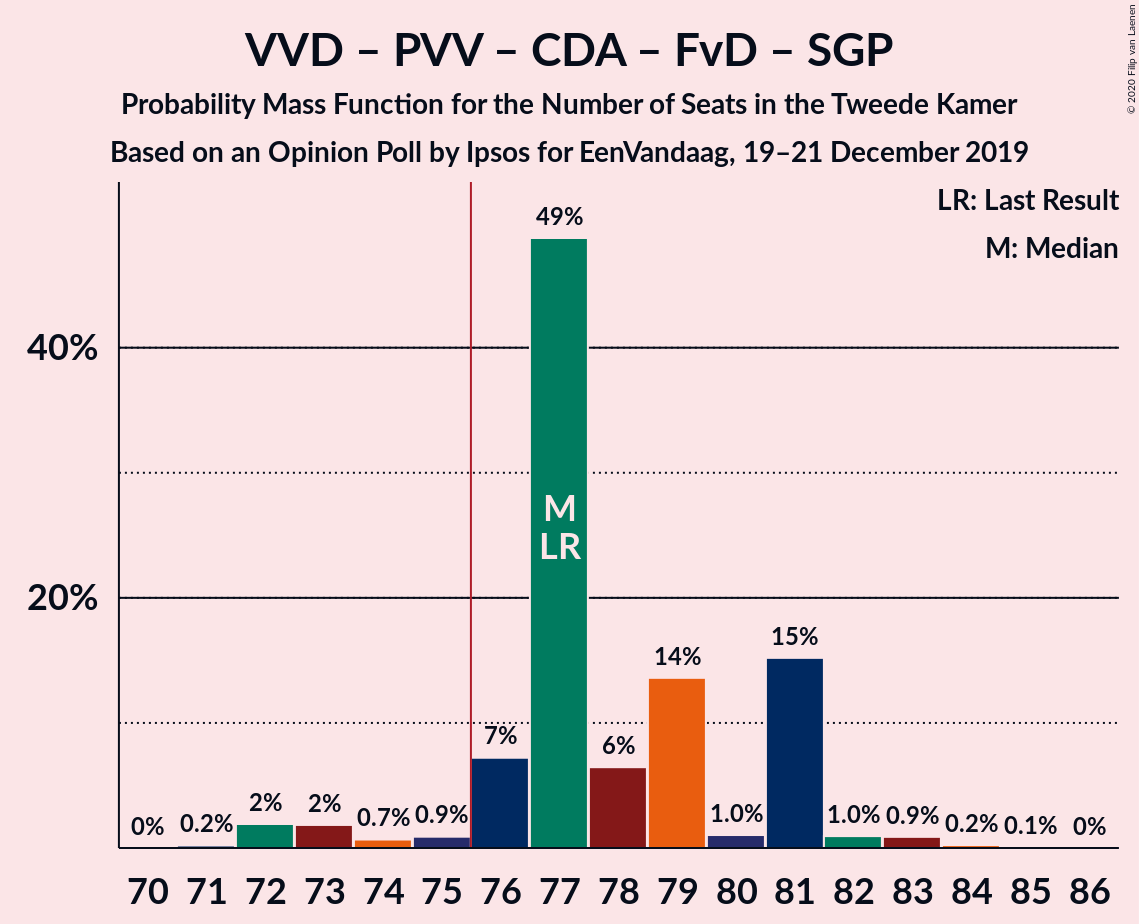 VVD – PVV – CDA – FvD – SGP
Probability Mass Function for the Number of Seats in the Tweede Kamer
Based on an Opinion Poll by Ipsos for EenVandaag, 19–21 December 2019
© 2020 Filip van Laenen
LR: Last Result
M: Median
40%
20%
0%
0.2%
2%
2%
0.7%
0.9%
7%
49%
6%
14%
1.0%
15%
1.0%
0.9%
0.2%
0.1%
0%
M
LR
70 71 72 73 74 75 76 77 78 79 80 81 82 83 84 85 86